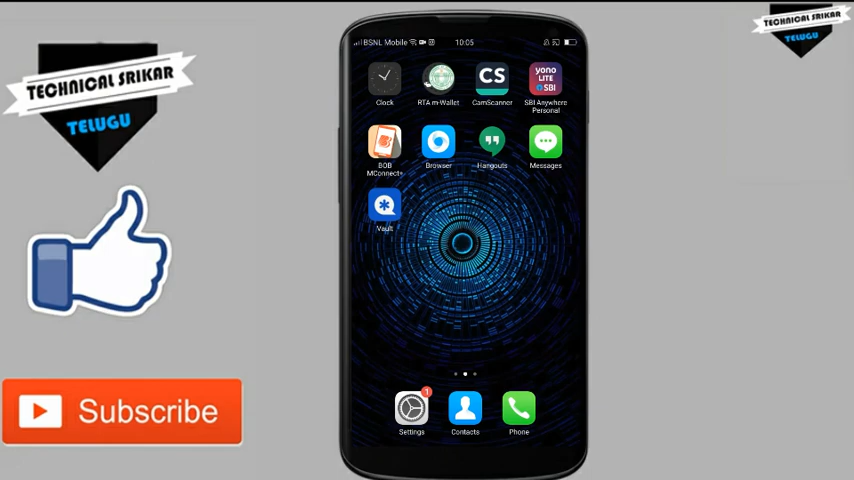 TECHNICAL SRIKAR
TELUGU
TECHNICAL SRIKAR
TELUGU
BSNL Mobile
10:05
Clock
RTA m-Wallet
CS
CamScanner
yono
LITE
SBI
SBI Anywhere
Personal
BOB
MConnect+
Browser
Hangouts
Messages
Vault
1
Settings
Contacts
Phone
Subscribe